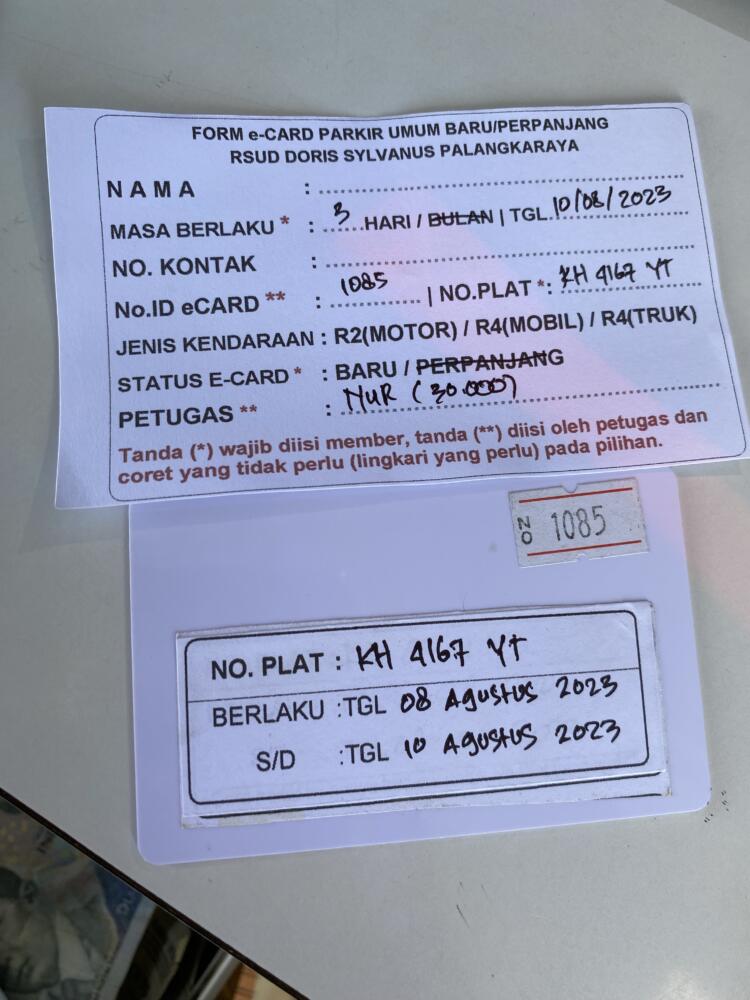 FORM e-CARD PARKIR UMUM BARU/PERPANJANG
RSUD DORIS SYLVANUS PALANGKARAYA
NAMA :
MASA BERLAKU * : 3 HARI / BULAN | TGL 10/08/2023
NO. KONTAK :
No.ID eCARD ** : 1085 | NO.PLAT *: KH 4167 YT
JENIS KENDARAAN : R2(MOTOR) / R4(MOBIL) / R4(TRUK)
STATUS E-CARD * : BARU / PERPANJANG
PETUGAS ** : NUR (30.000)
Tanda (*) wajib diisi member, tanda (**) diisi oleh petugas dan
coret yang tidak perlu (lingkari yang perlu) pada pilihan.
NO 1085
NO. PLAT : KH 4167 YT
BERLAKU :TGL 08 AGUSTUS 2023
S/D :TGL 10 AGUSTUS 2023